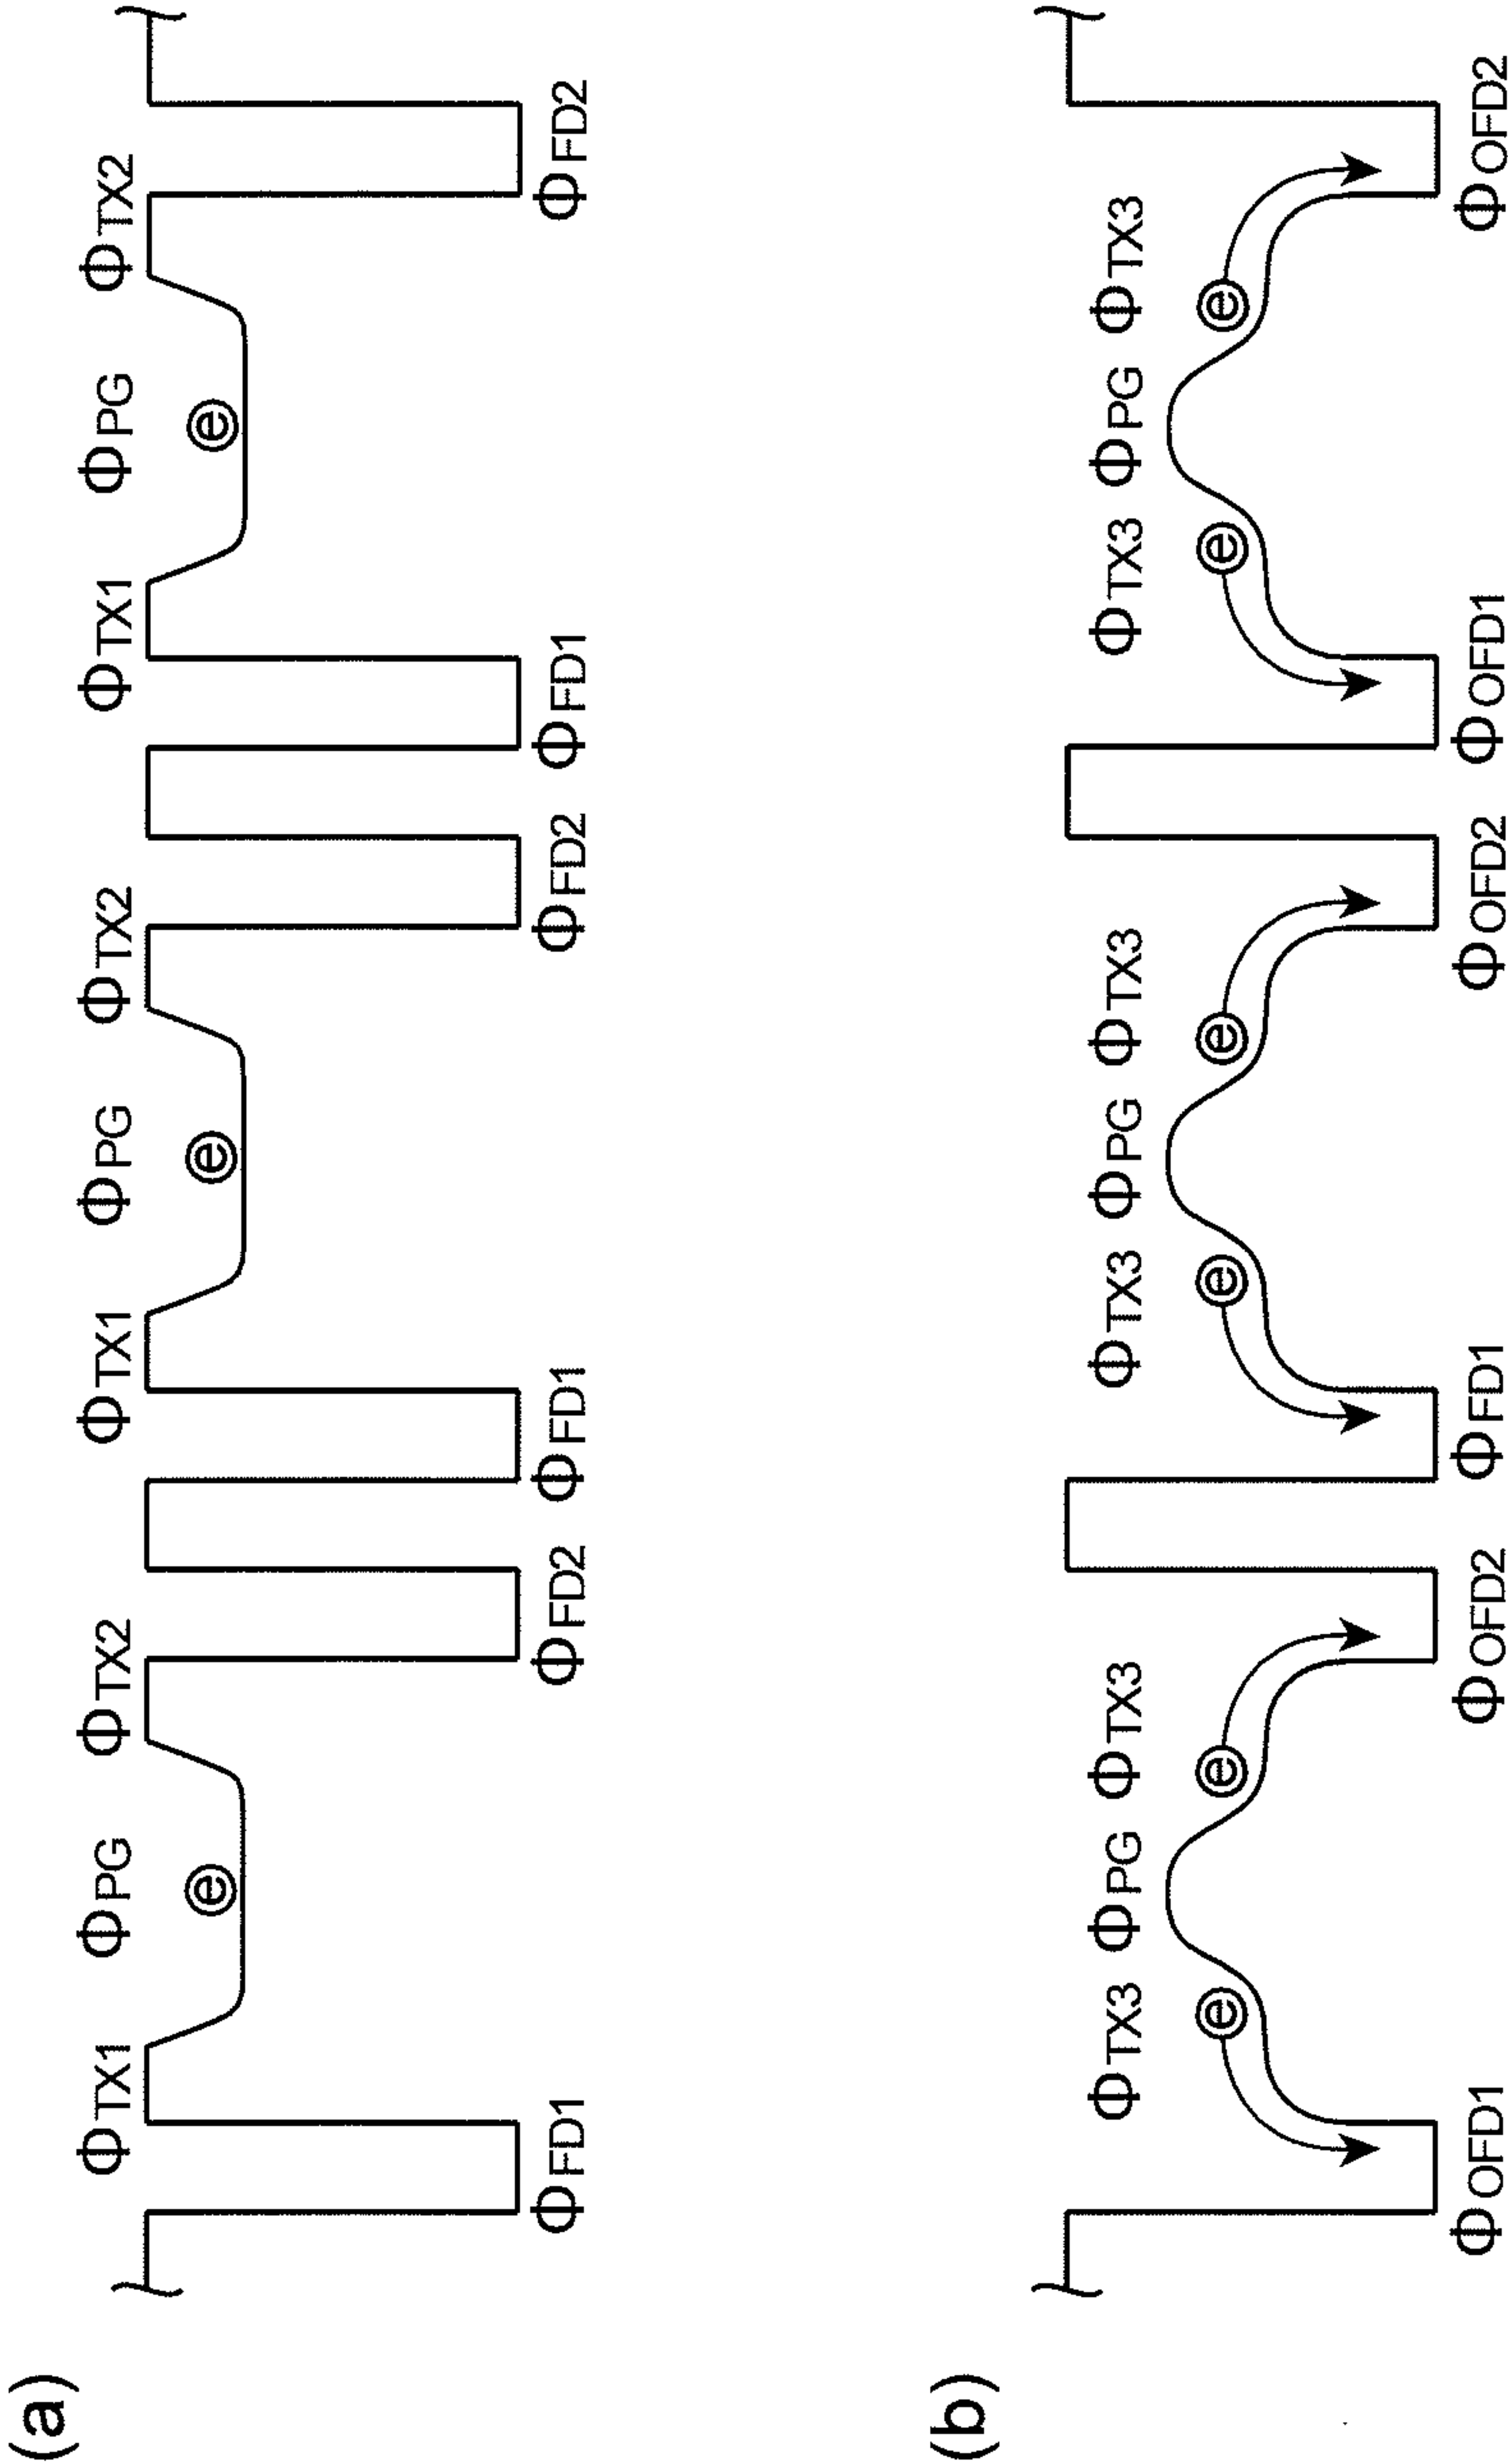 (a)
ΦTX1 ΦPG ΦTX2 ΦTX1 ΦPG ΦTX2 ΦTX1 ΦPG ΦTX2
e e e
ΦFD1 ΦFD2 ΦFD1 ΦFD2 ΦFD1 ΦFD2
(b)
ΦTX3 ΦPG ΦTX3 ΦTX3 ΦPG ΦTX3 ΦTX3 ΦPG ΦTX3
e e e e e e
ΦOFD1 ΦOFD2 ΦFD1 ΦOFD2 ΦOFD1 ΦOFD2